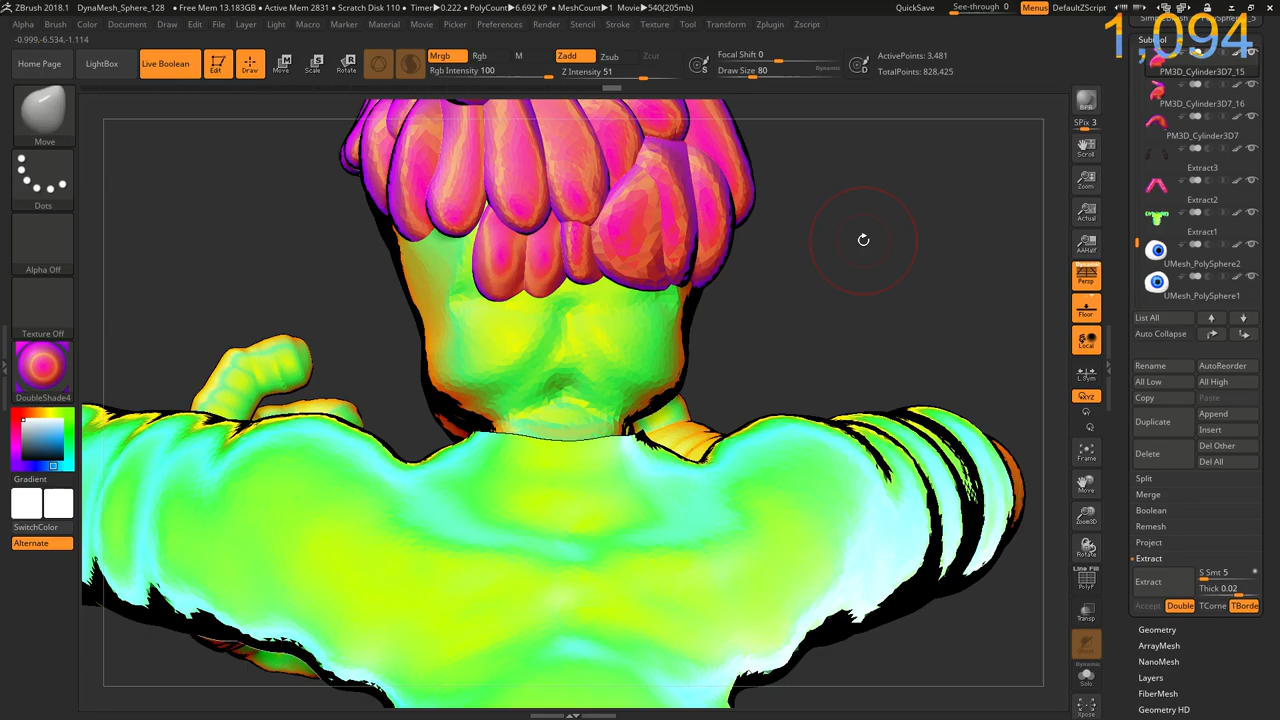 ZBrush 2018.1 DynaMesh_Sphere_128 • Free Mem 13.183GB • Active Mem 2831 • Scratch Disk 110 • Timer▸0.222 • PolyCount▸6.692 KP • MeshCount▸1 Movie▸540(205mb) QuickSave See-through 0 Menus DefaultZScript
Alpha Brush Color Document Draw Edit File Layer Light Macro Marker Material Movie Picker Preferences Render Stencil Stroke Texture Tool Transform Zplugin Zscript
1,094
-0.999,-6.534,-1.114
Home Page LightBox Live Boolean Edit Draw Move Scale Rotate
Mrgb Rgb M Zadd Zsub Zcut
Rgb Intensity 100 Z Intensity 51
Focal Shift 0
Draw Size 80 Dynamic
S D
ActivePoints: 3.481
TotalPoints: 828,425
Move
Dots
Alpha Off
Texture Off
DoubleShade4
Gradient
SwitchColor
Alternate
BPR
SPix 3
Scroll
Zoom
Actual
AAHalf
Dynamic
Persp
Floor
Local
L.Sym
XYZ
Frame
Move
Zoom3D
Rotate
Line Fill
PolyF
Transp
Dynamic
Solo
Xpose
PM3D_Cylinder3D7_15
PM3D_Cylinder3D7_16
PM3D_Cylinder3D7
Extract3
Extract2
Extract1
UMesh_PolySphere2
UMesh_PolySphere1
List All
Auto Collapse
Rename AutoReorder
All Low All High
Copy Paste
Duplicate Append
Insert
Delete Del Other
Del All
Split
Merge
Boolean
Remesh
Project
Extract
Extract S Smt 5
Thick 0.02
Accept Double TCorne TBorde
Geometry
ArrayMesh
NanoMesh
Layers
FiberMesh
Geometry HD